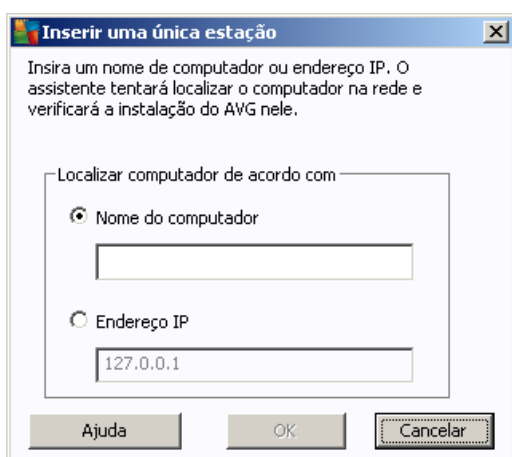 Inserir uma única estação
Insira um nome de computador ou endereço IP. O
assistente tentará localizar o computador na rede e
verificará a instalação do AVG nele.
Localizar computador de acordo com
Nome do computador
Endereço IP
127.0.0.1
Ajuda
OK
Cancelar